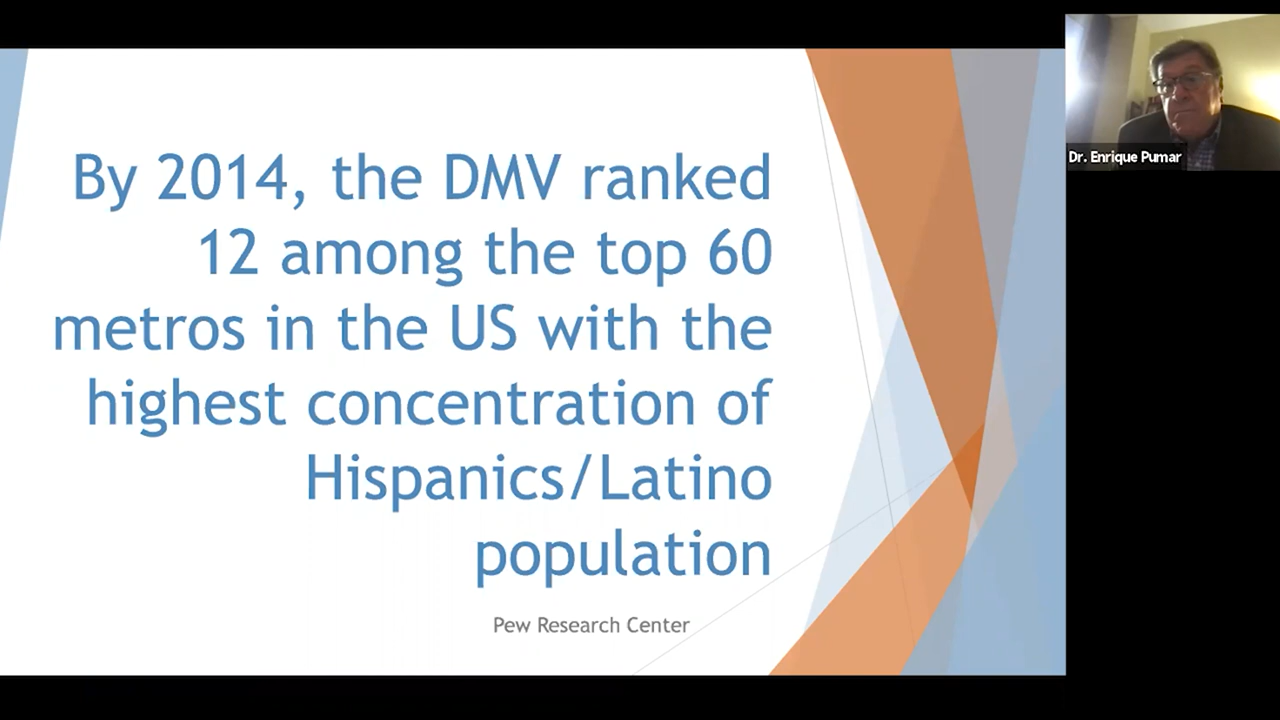 By 2014, the DMV ranked
12 among the top 60
metros in the US with the
highest concentration of
Hispanics/Latino
population
Pew Research Center
Dr. Enrique Pumar